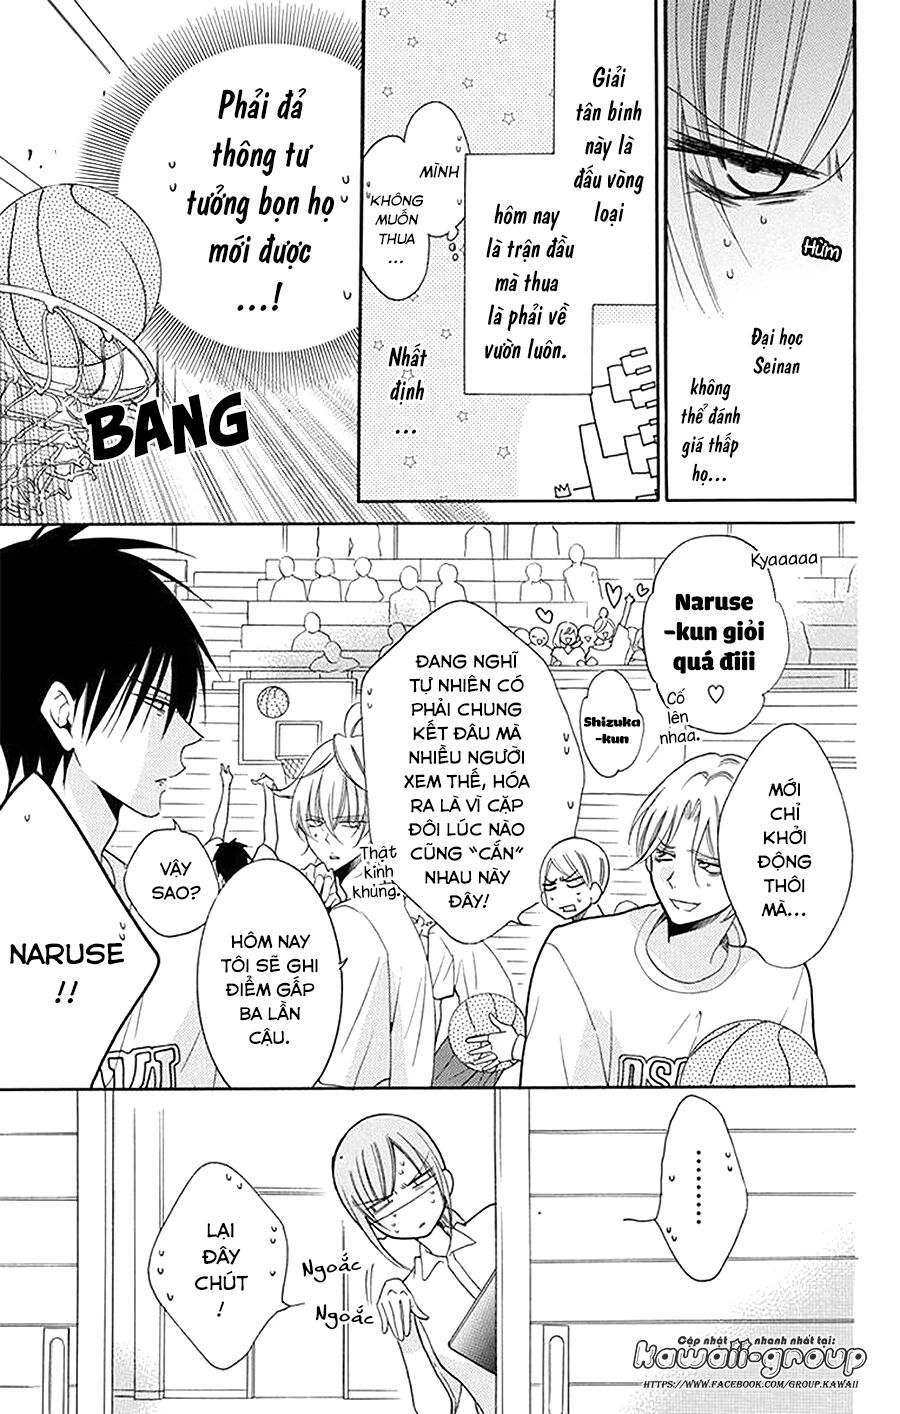 Hừm
Đại học
Seinan
không
thể đánh
giá thấp
họ...
Giải
tân binh
này là
đấu vòng
loại
hôm nay
là trận đầu
mà thua
là phải về
vườn luôn.
MÌNH
KHÔNG
MUỐN
THUA
...
Nhất
định
...
Phải đả
thông tư
tưởng bọn họ
mới được
...!
BANG
Kyaaaaa
Naruse
-kun giỏi
quá điii
Cố
lên
nhaa.
Shizuka
-kun
MỚI
CHỈ
KHỞI
ĐỘNG
THÔI
MÀ...
ĐANG NGHĨ
TỰ NHIÊN CÓ
PHẢI CHUNG
KẾT ĐÂU MÀ
NHIỀU NGƯỜI
XEM THẾ, HÓA
RA LÀ VÌ CẶP
ĐÔI LÚC NÀO
CŨNG “CẮN”
NHAU NÀY
ĐÂY!
Thật
kinh
khủng.
VẬY
SAO?
HÔM NAY
TÔI SẼ GHI
ĐIỂM GẤP
BA LẦN
CẬU.
NARUSE
!!
.........
LẠI
ĐÂY
CHÚT
!
Ngoắc
Ngoắc
Cập nhật nhanh nhất tại:
kawaii-group
HTTPS://WWW.FACEBOOK.COM/GROUP.KAWAII